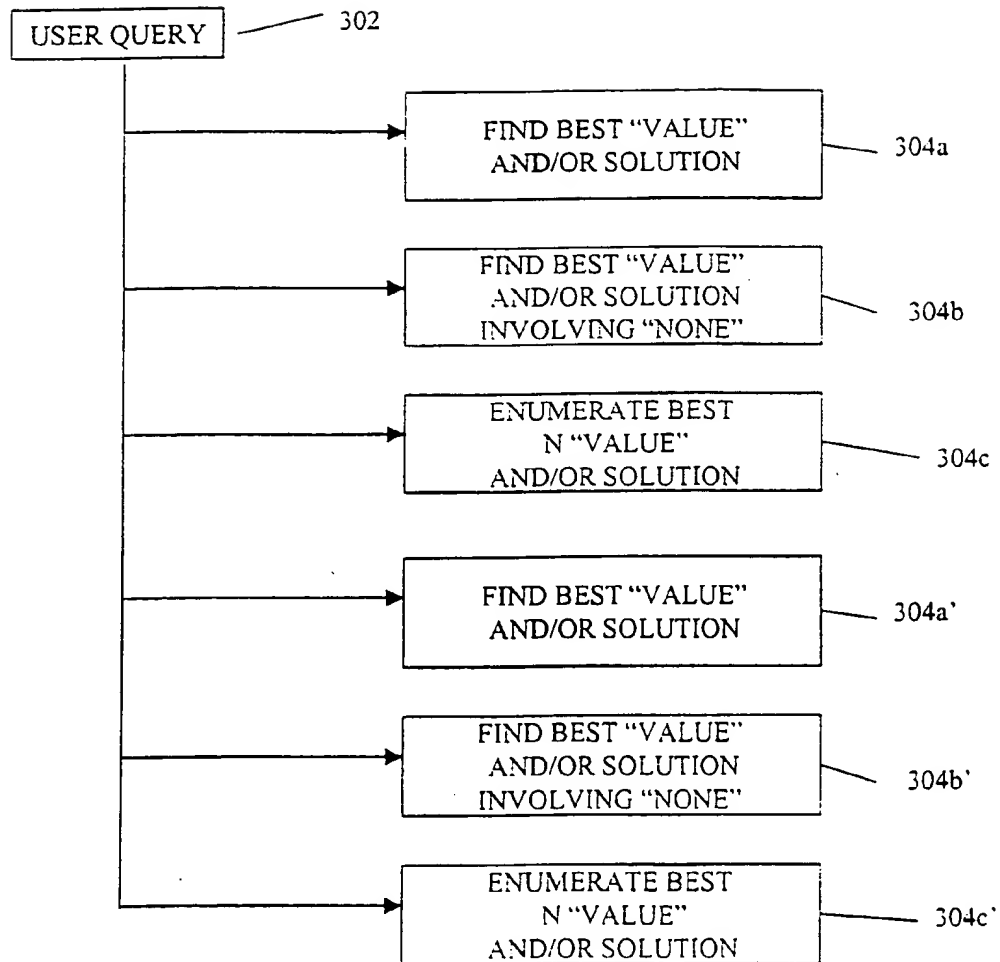 USER QUERY
302
FIND BEST “VALUE”
AND/OR SOLUTION
304a
FIND BEST “VALUE”
AND/OR SOLUTION
INVOLVING “NONE”
304b
ENUMERATE BEST
N “VALUE”
AND/OR SOLUTION
304c
FIND BEST “VALUE”
AND/OR SOLUTION
304a’
FIND BEST “VALUE”
AND/OR SOLUTION
INVOLVING “NONE”
304b’
ENUMERATE BEST
N “VALUE”
AND/OR SOLUTION
304c’